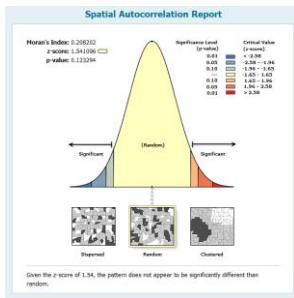 Spatial Autocorrelation Report
Moran's Index: 0.208202
z-score: 1.541096
p-value: 0.123294
Significance Level (p-value)
Critical Value (z-score)
0.01 < -2.58
0.05 -2.58 - -1.96
0.10 -1.96 - -1.65
--- -1.65 - 1.65
0.10 1.65 - 1.96
0.05 1.96 - 2.58
0.01 > 2.58
(Random)
Significant
Significant
Dispersed
Random
Clustered
Given the z-score of 1.54, the pattern does not appear to be significantly different than
random.